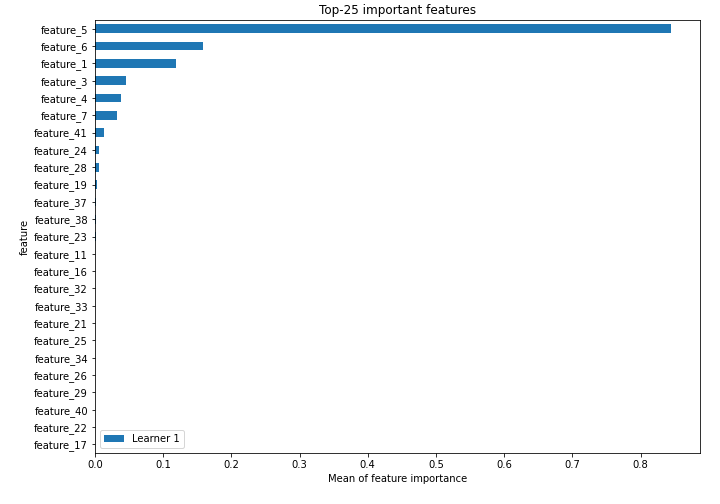 Top-25 important features
feature_5
feature_6
feature_1
feature_3
feature_4
feature_7
feature_41
feature_24
feature_28
feature_19
feature_37
feature_38
feature_23
feature_11
feature_16
feature_32
feature_33
feature_21
feature_25
feature_34
feature_26
feature_29
feature_40
feature_22
feature_17
feature
Learner 1
0.0 0.1 0.2 0.3 0.4 0.5 0.6 0.7 0.8
Mean of feature importance